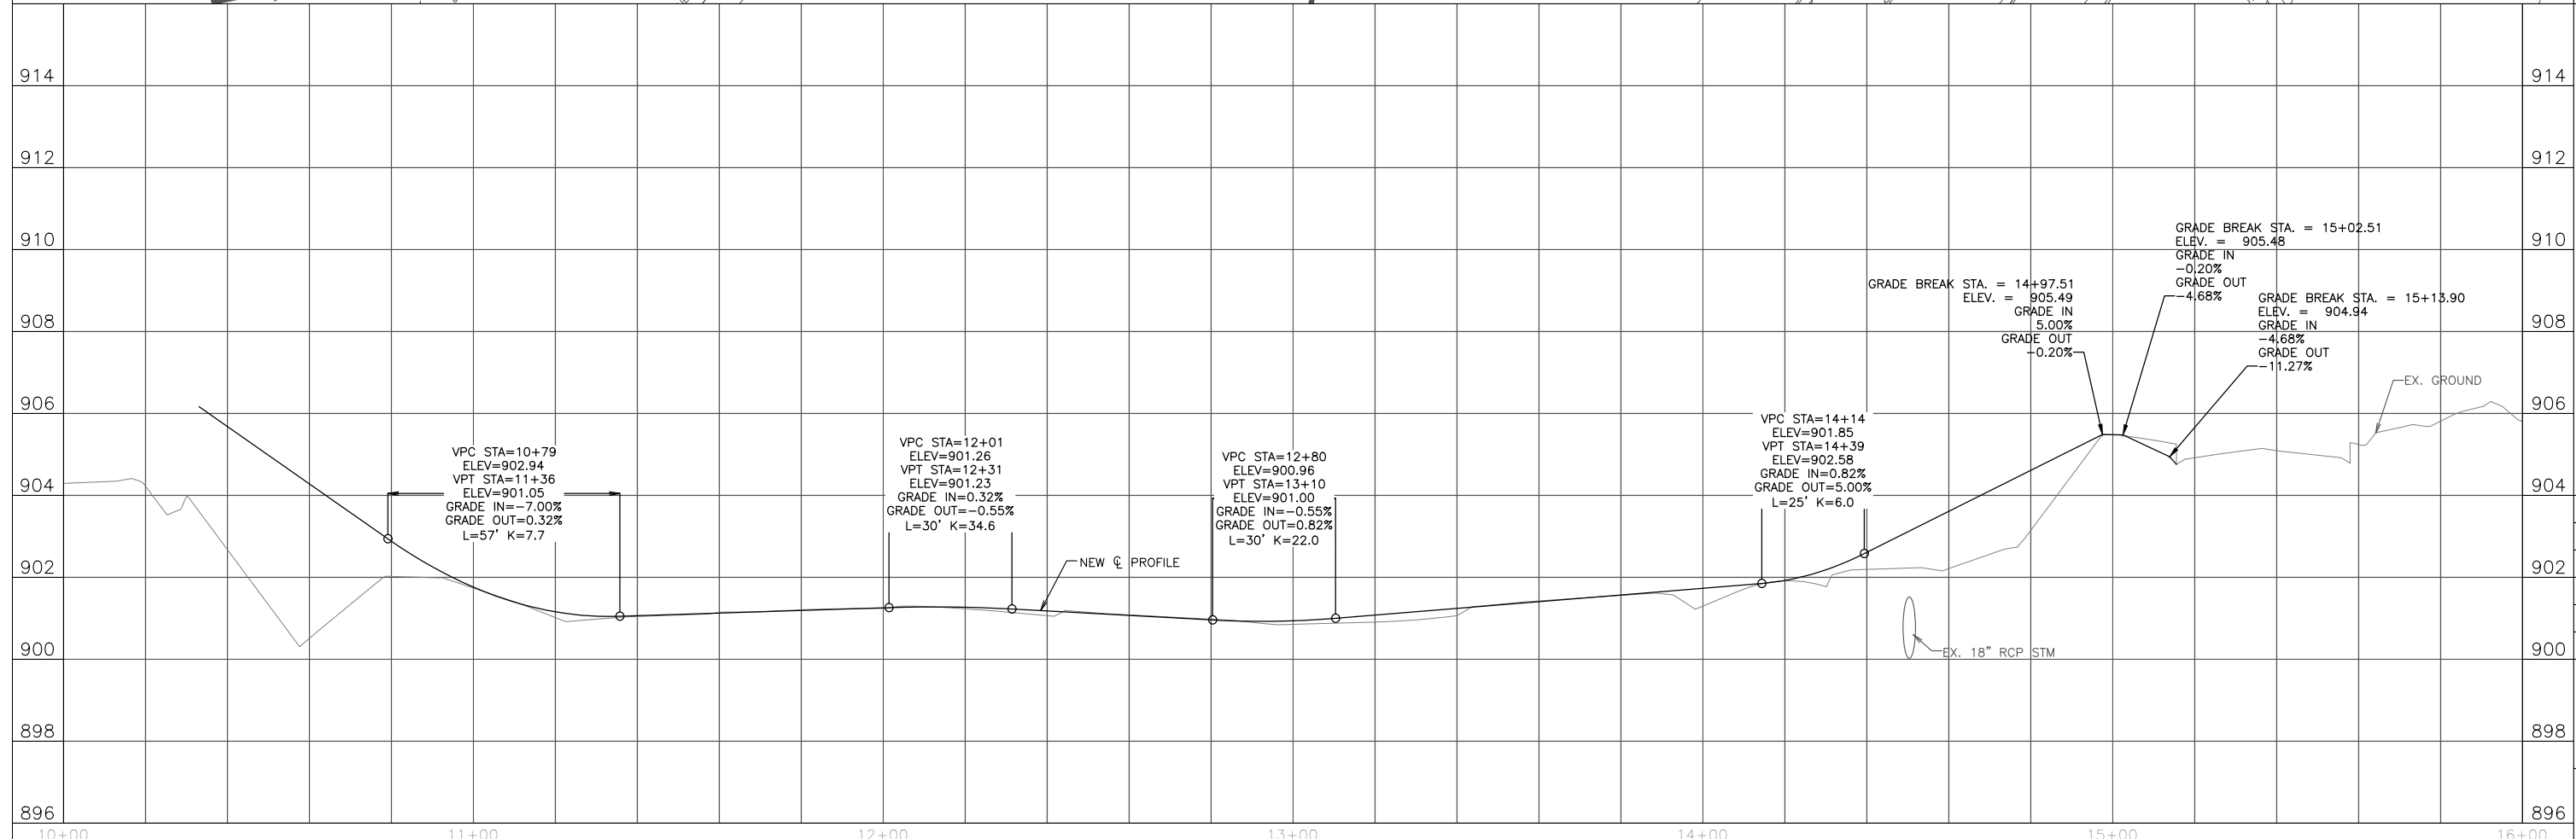 914
912
910
908
906
904
902
900
898
896
VPC STA=10+79
ELEV=902.94
VPT STA=11+36
ELEV=901.05
GRADE IN=-7.00%
GRADE OUT=0.32%
L=57' K=7.7
VPC STA=12+01
ELEV=901.26
VPT STA=12+31
ELEV=901.23
GRADE IN=0.32%
GRADE OUT=-0.55%
L=30' K=34.6
NEW ℄ PROFILE
VPC STA=12+80
ELEV=900.96
VPT STA=13+10
ELEV=901.00
GRADE IN=-0.55%
GRADE OUT=0.82%
L=30' K=22.0
VPC STA=14+14
ELEV=901.85
VPT STA=14+39
ELEV=902.58
GRADE IN=0.82%
GRADE OUT=5.00%
L=25' K=6.0
EX. 18" RCP STM
GRADE BREAK STA. = 14+97.51
ELEV. = 905.49
GRADE IN
5.00%
GRADE OUT
-0.20%
GRADE BREAK STA. = 15+02.51
ELEV. = 905.48
GRADE IN
-0.20%
GRADE OUT
-4.68%
GRADE BREAK STA. = 15+13.90
ELEV. = 904.94
GRADE IN
-4.68%
GRADE OUT
-11.27%
EX. GROUND
914
912
910
908
906
904
902
900
898
896
10+00
11+00
12+00
13+00
14+00
15+00
16+00